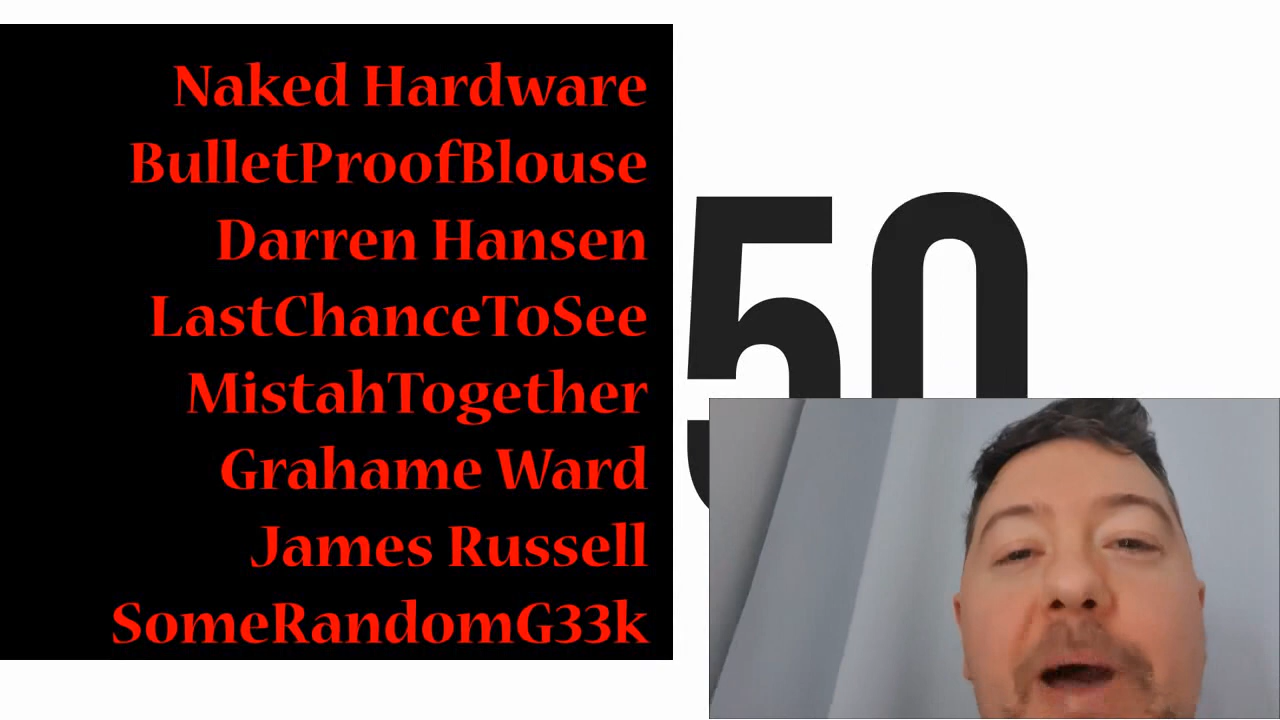 Naked Hardware
BulletProofBlouse
Darren Hansen
LastChanceToSee
MistahTogether
Grahame Ward
James Russell
SomeRandomG33k
50